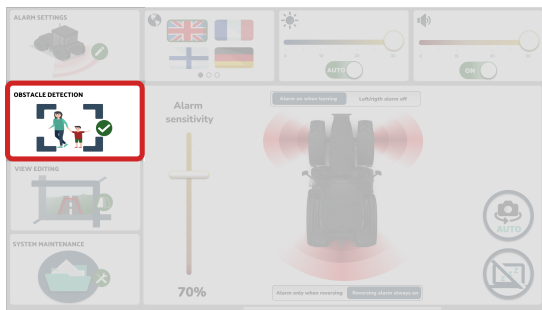 ALARM SETTINGS
AUTO
ON
OBSTACLE DETECTION
Alarm
sensitivity
Alarm on when turning
Left/rigth alarm off
VIEW EDITING
AUTO
SYSTEM MAINTENANCE
70%
Alarm only when reversing
Reversing alarm always on